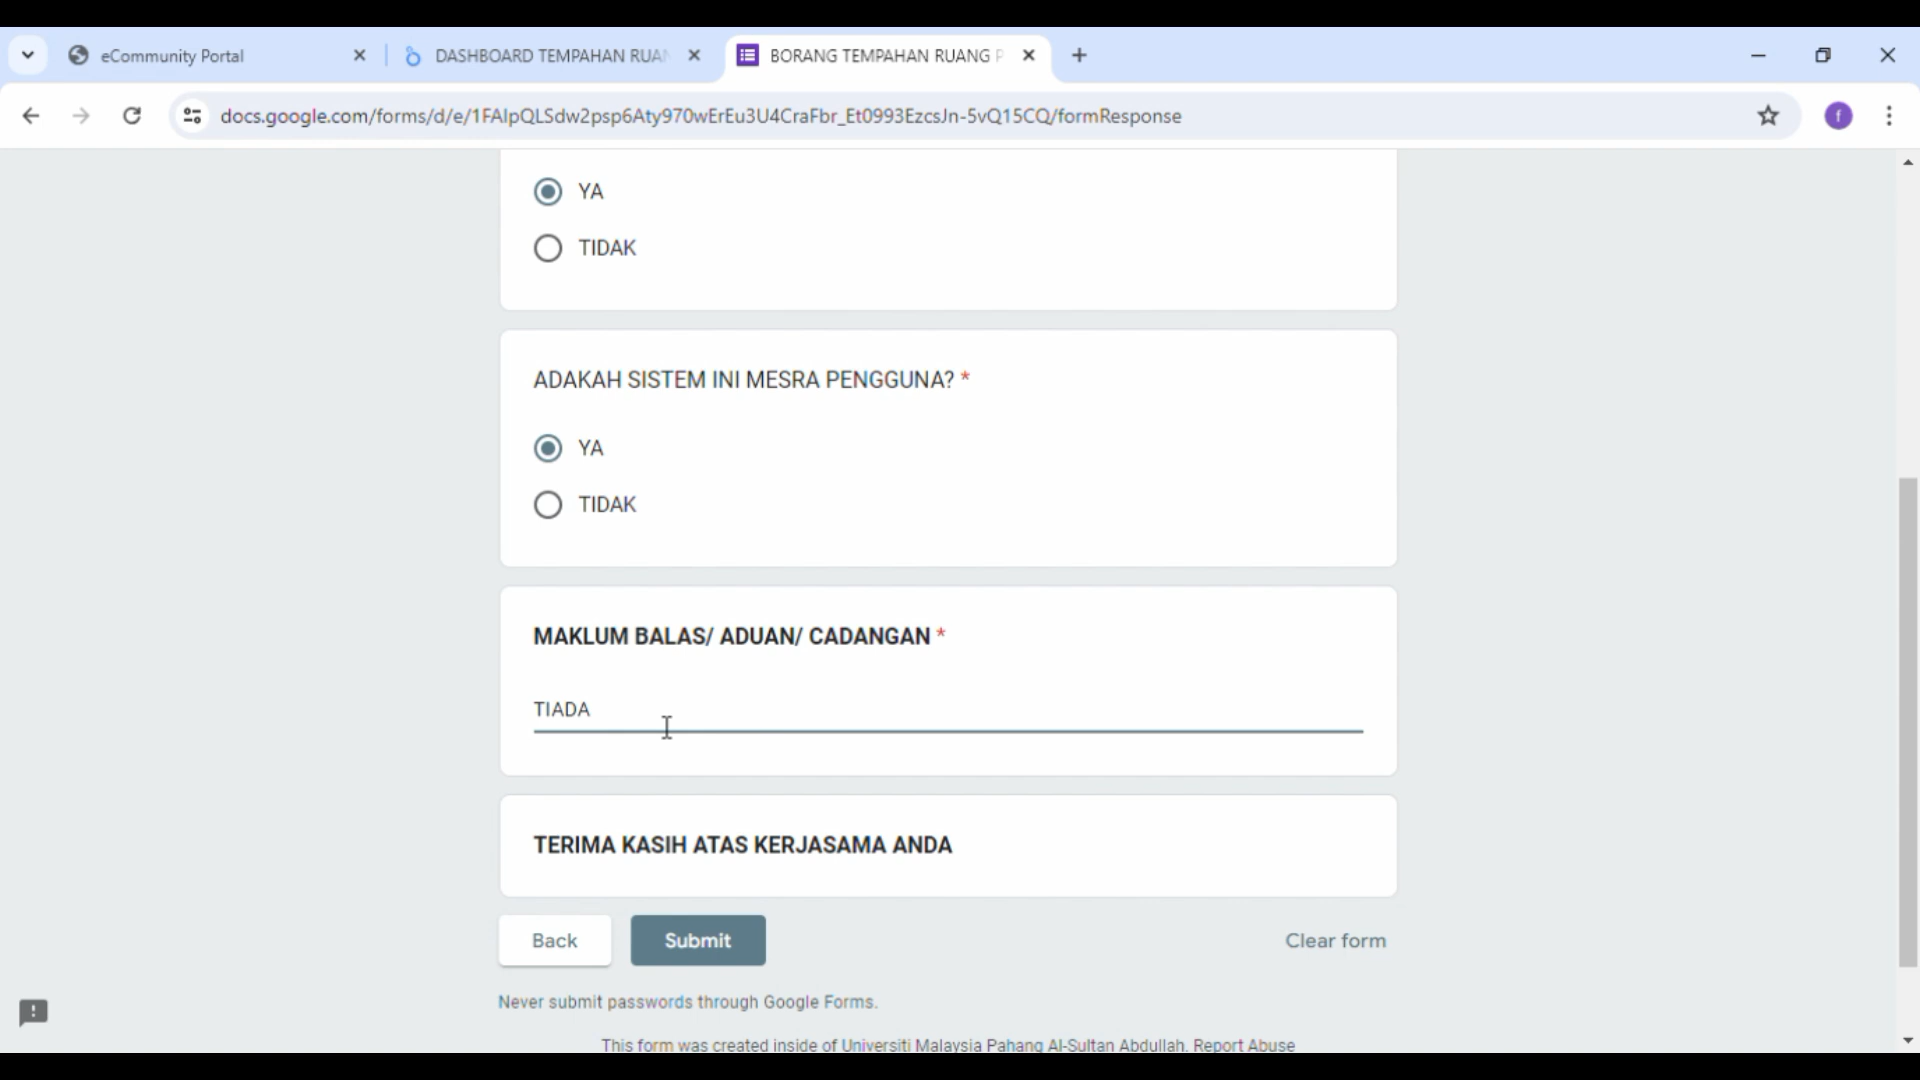 eCommunity Portal
DASHBOARD TEMPAHAN RUAN
BORANG TEMPAHAN RUANG P
docs.google.com/forms/d/e/1FAIpQLSdw2psp6Aty970wErEu3U4CraFbr_Et0993EzcsJn-5vQ15CQ/formResponse
f
YA
TIDAK
ADAKAH SISTEM INI MESRA PENGGUNA? *
YA
TIDAK
MAKLUM BALAS/ ADUAN/ CADANGAN *
TIADA
TERIMA KASIH ATAS KERJASAMA ANDA
Back
Submit
Clear form
Never submit passwords through Google Forms.
This form was created inside of Universiti Malaysia Pahang Al-Sultan Abdullah. Report Abuse